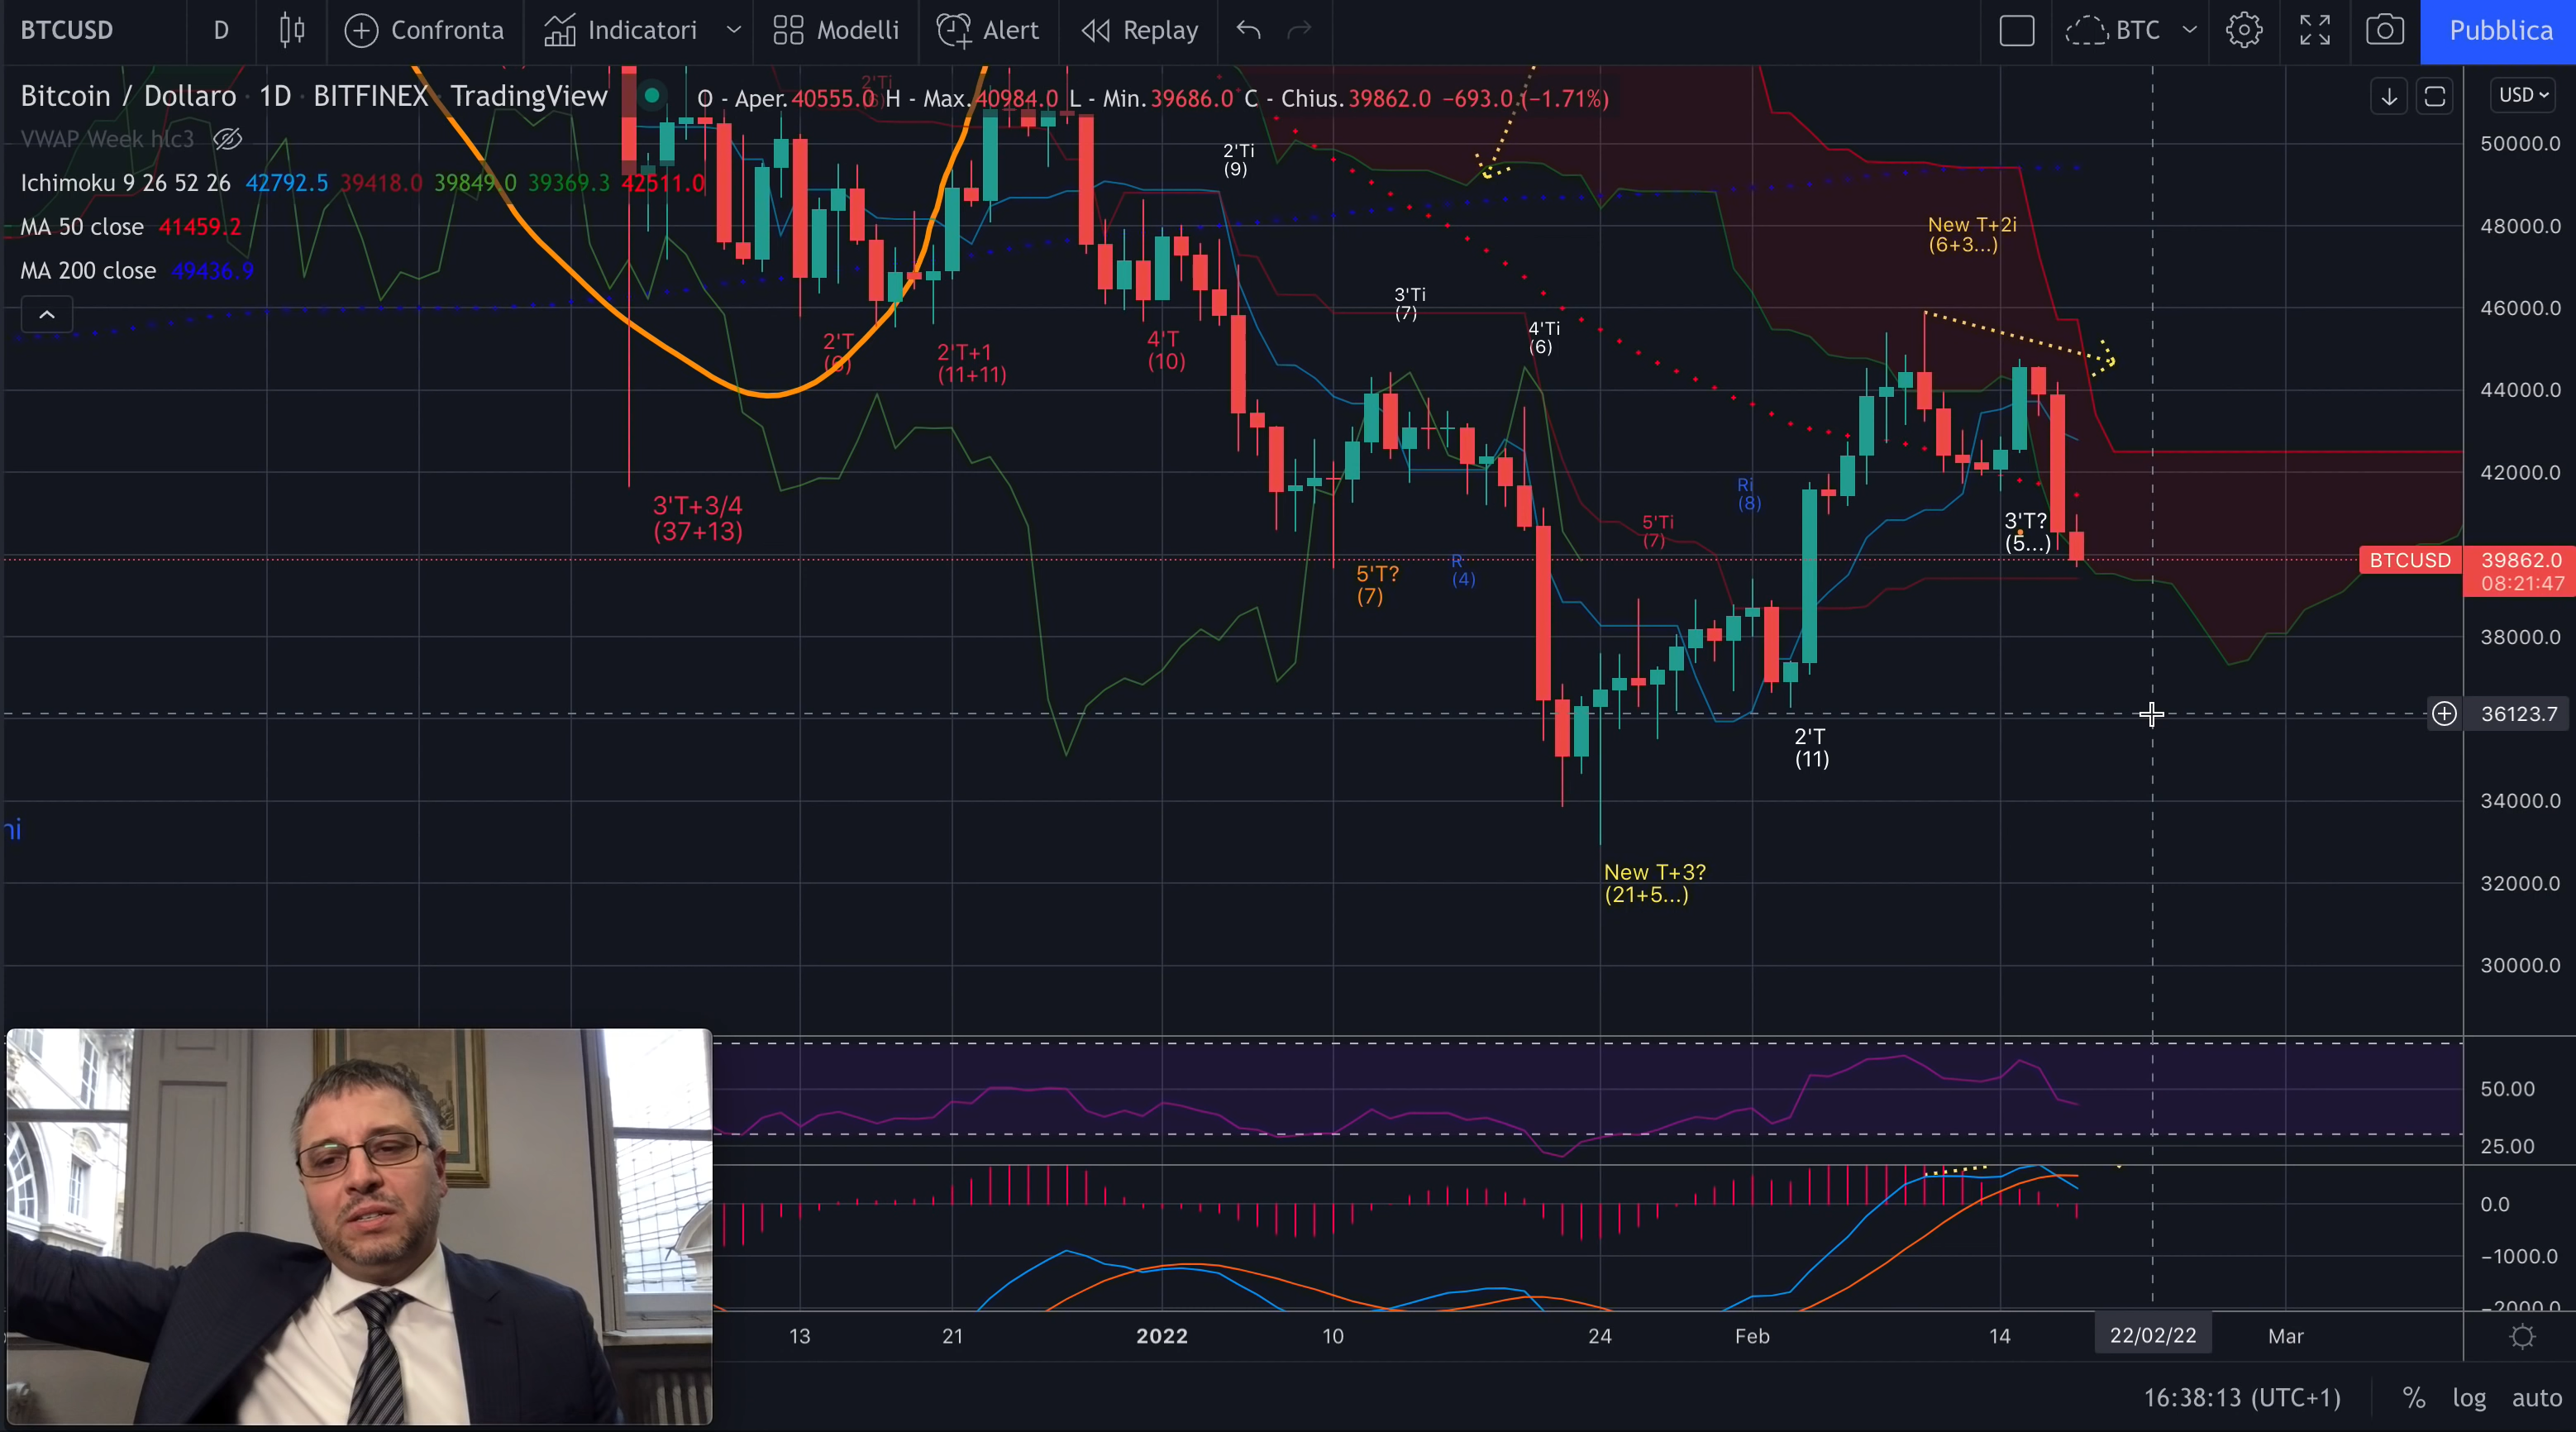 BTCUSD D Confronta Indicatori Modelli Alert Replay BTC Pubblica
Bitcoin / Dollaro · 1D · BITFINEX · TradingView
O - Aper.40555.0 H - Max.40984.0 L - Min.39686.0 C - Chius.39862.0 −693.0 (−1.71%)
USD
VWAP Week hlc3
Ichimoku 9 26 52 26 42792.5 39418.0 39849.0 39369.3 42511.0
MA 50 close 41459.2
MA 200 close 49436.9
2'Ti
2'Ti
(9)
New T+2i
(6+3...)
3'Ti
(7)
4'Ti
(6)
2'T
(6)
2'T+1
(11+11)
4'T
(10)
3'T+3/4
(37+13)
5'T?
(7)
R
(4)
5'Ti
(7)
Ri
(8)
3'T?
(5...)
2'T
(11)
New T+3?
(21+5...)
ni
50000.0
48000.0
46000.0
44000.0
42000.0
BTCUSD 39862.0
08:21:47
38000.0
36123.7
34000.0
32000.0
30000.0
50.00
25.00
0.0
−1000.0
−2000.0
13 21 2022 10 24 Feb 14 22/02/22 Mar
16:38:13 (UTC+1) % log auto